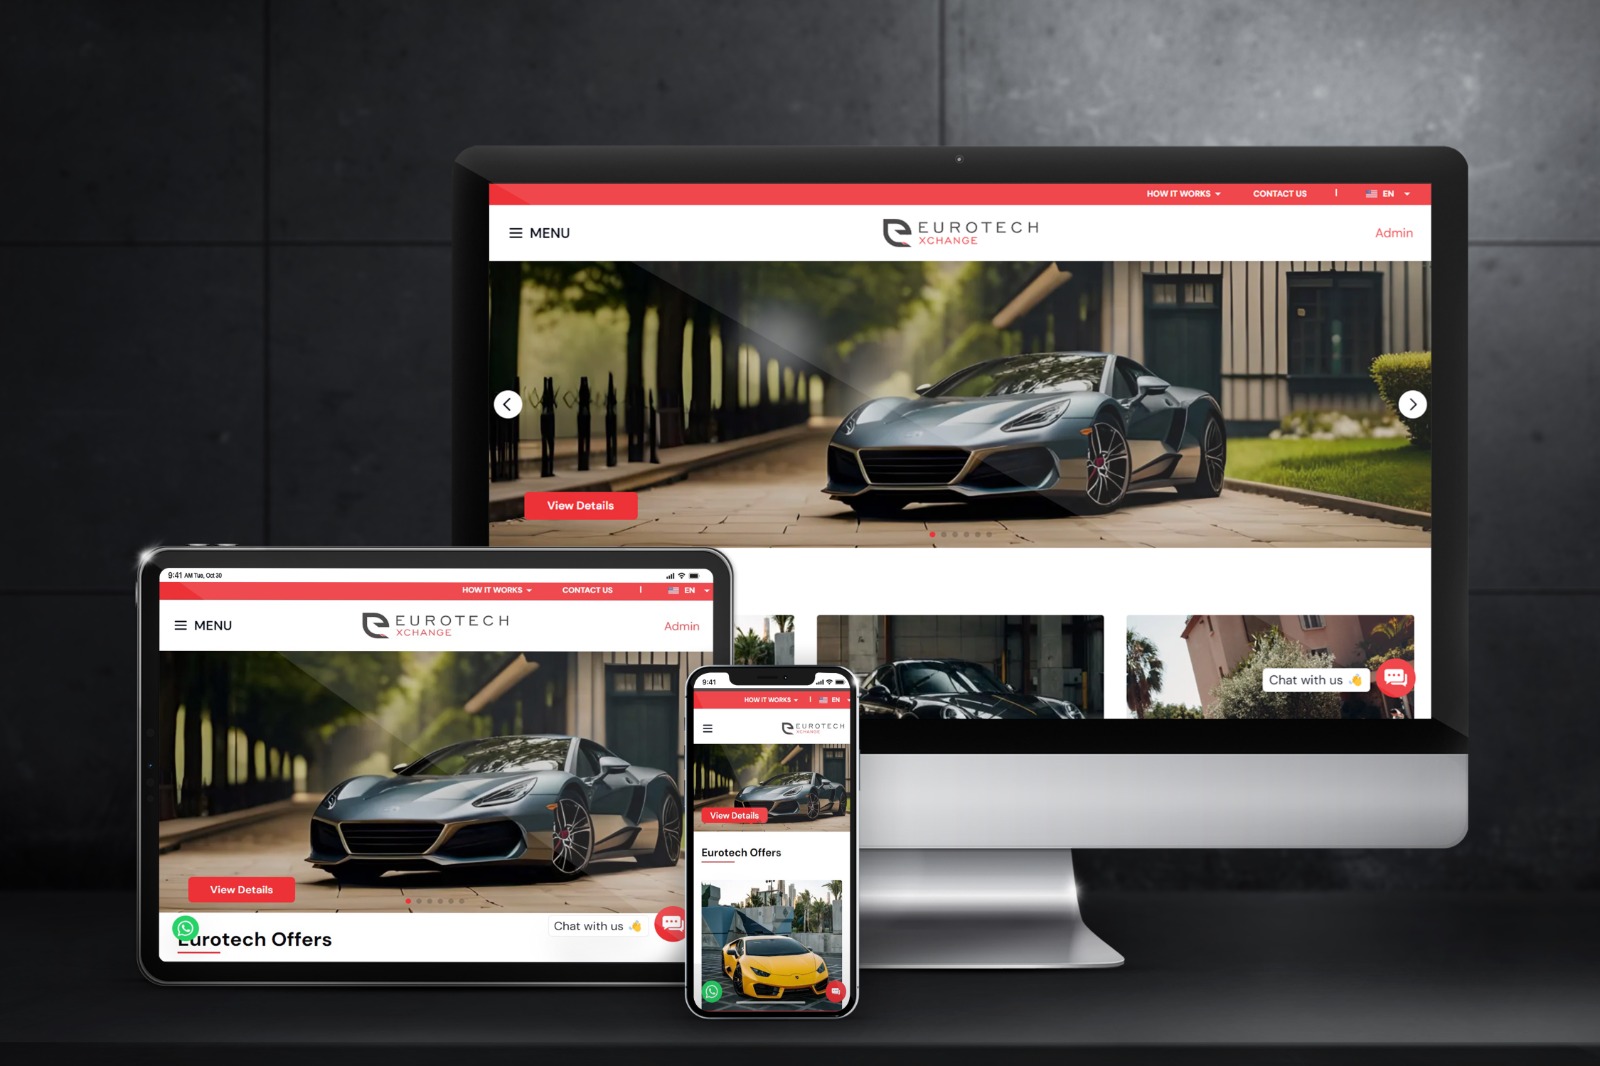 HOW IT WORKS CONTACT US | EN
MENU
EUROTECH
XCHANGE
Admin
View Details
Chat with us 👋
9:41 AM Tue, Oct 30
HOW IT WORKS CONTACT US | EN
MENU
EUROTECH
XCHANGE
Admin
View Details
Eurotech Offers
Chat with us 👋
9:41
HOW IT WORKS | EN
EUROTECH
XCHANGE
View Details
Eurotech Offers